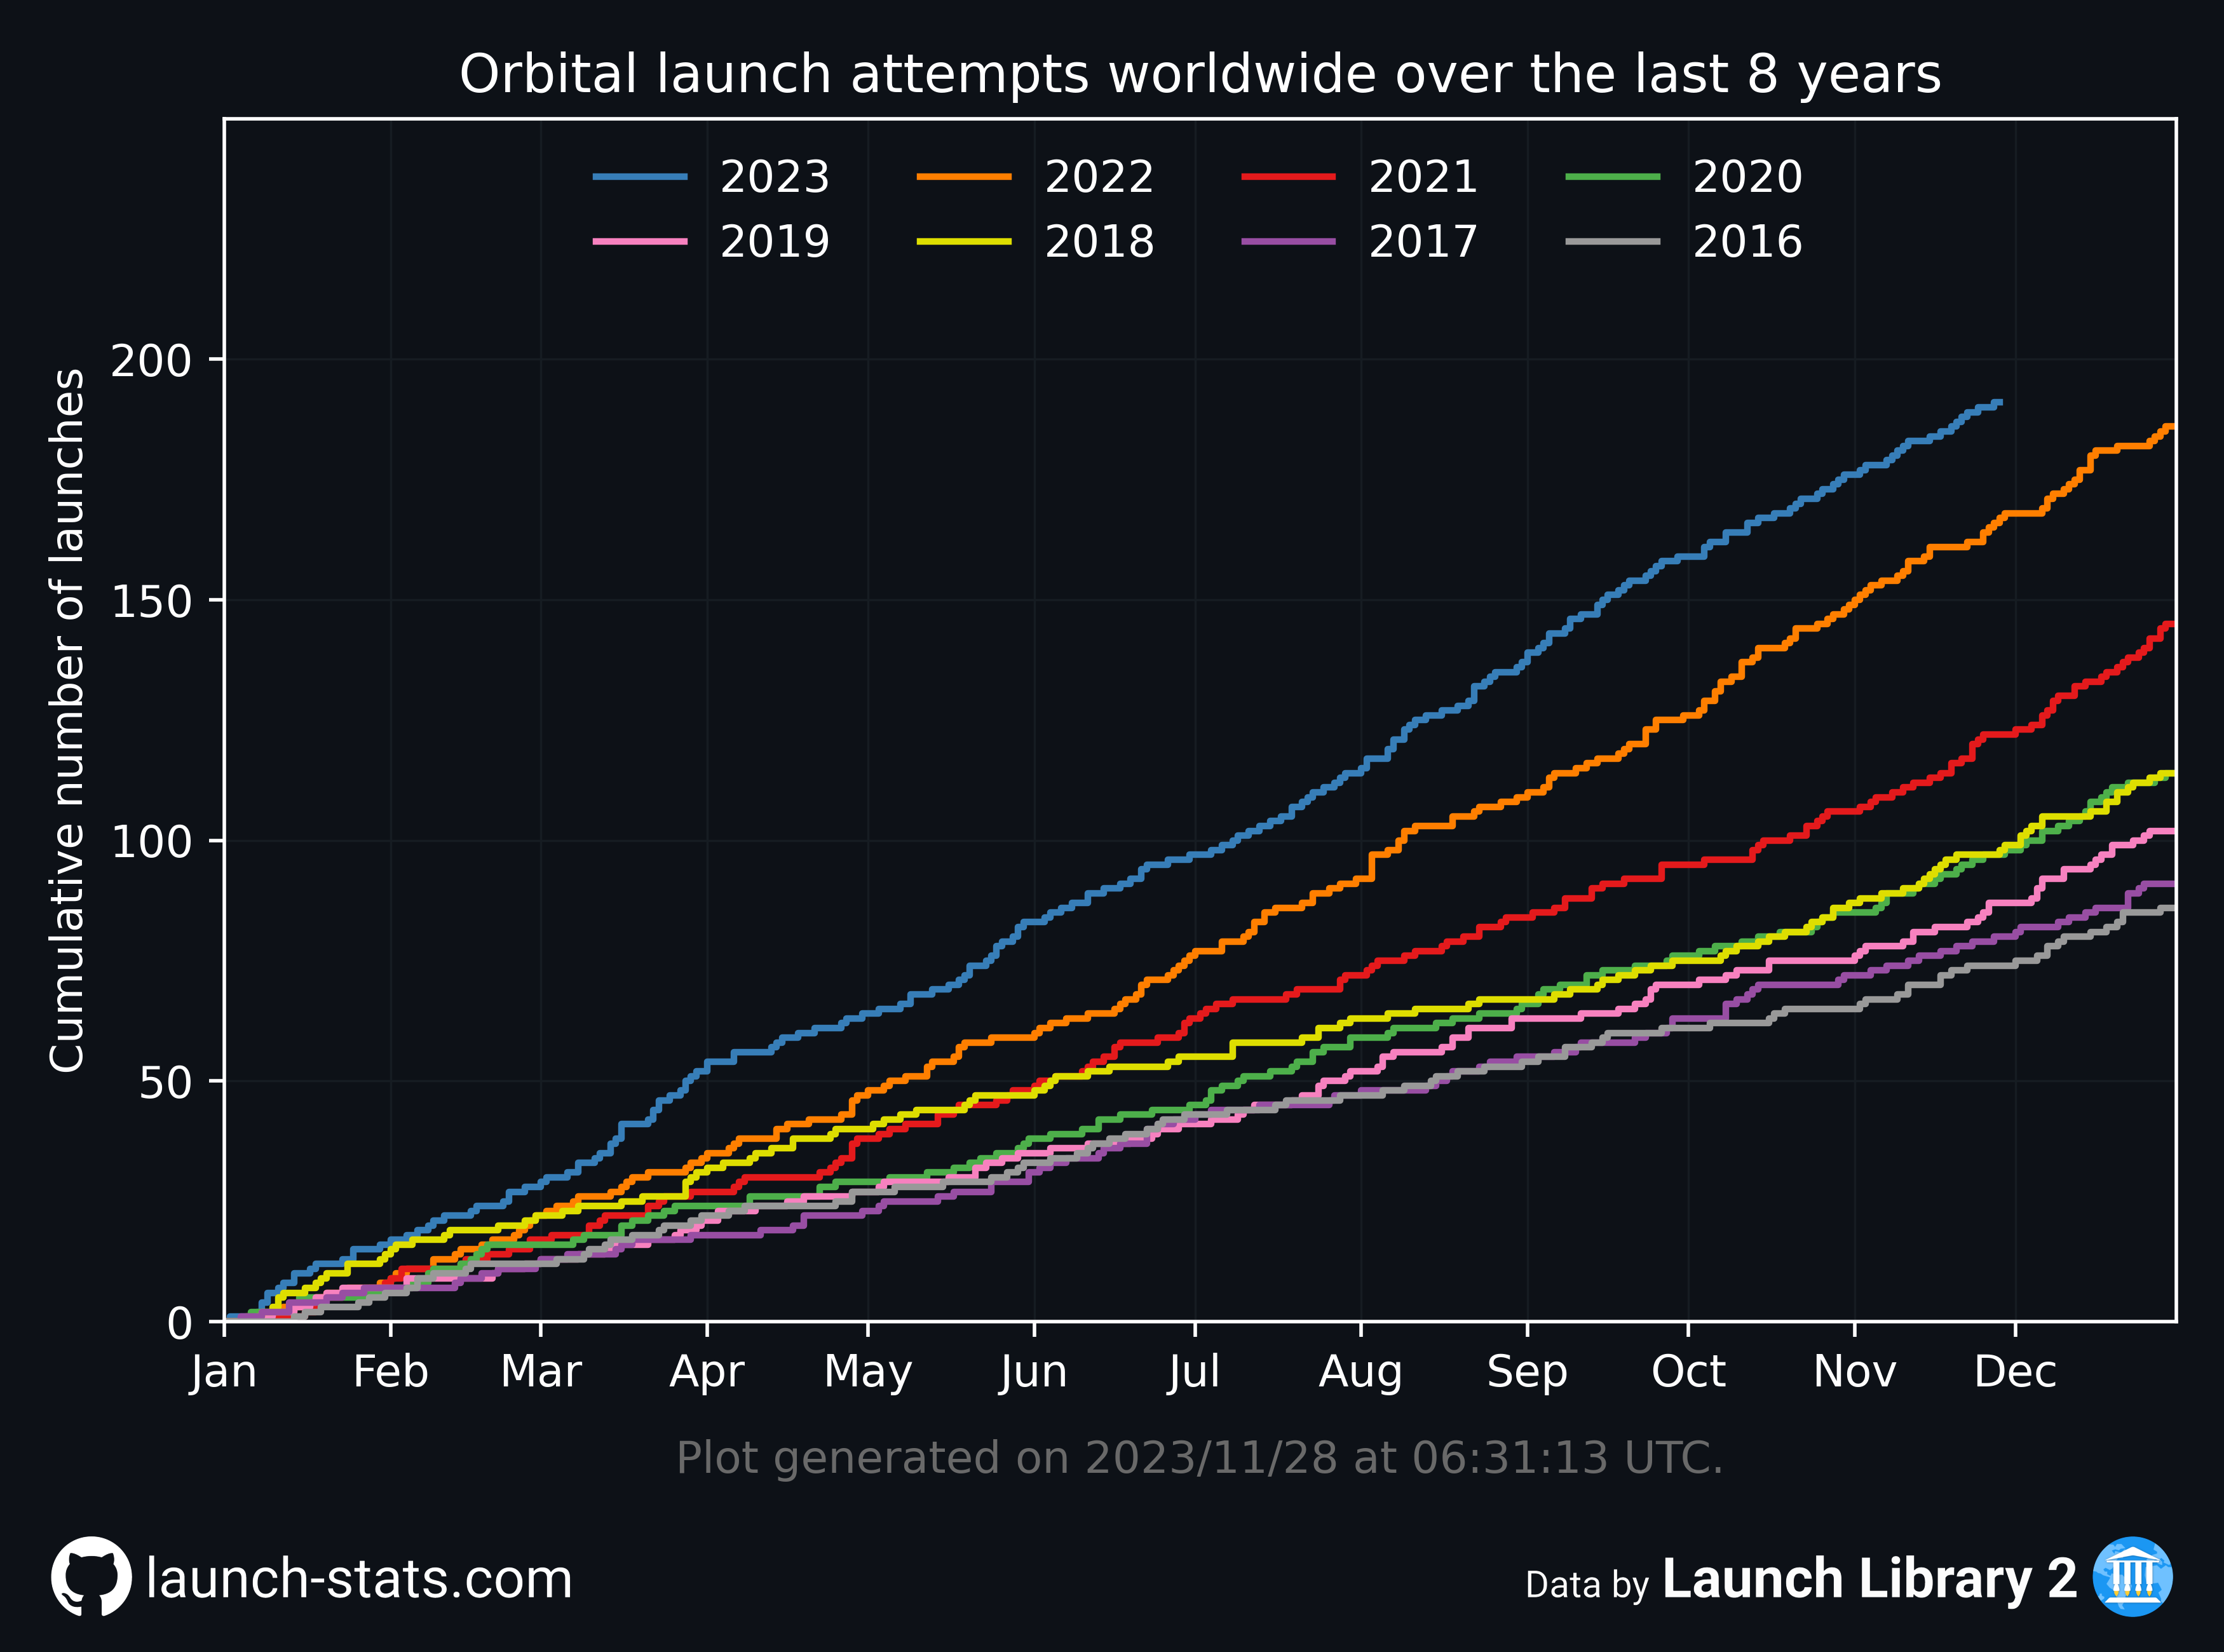 Orbital launch attempts worldwide over the last 8 years
2023 2022 2021 2020
2019 2018 2017 2016
Cumulative number of launches
200
150
100
50
0
Jan Feb Mar Apr May Jun Jul Aug Sep Oct Nov Dec
Plot generated on 2023/11/28 at 06:31:13 UTC.
launch-stats.com
Data by Launch Library 2